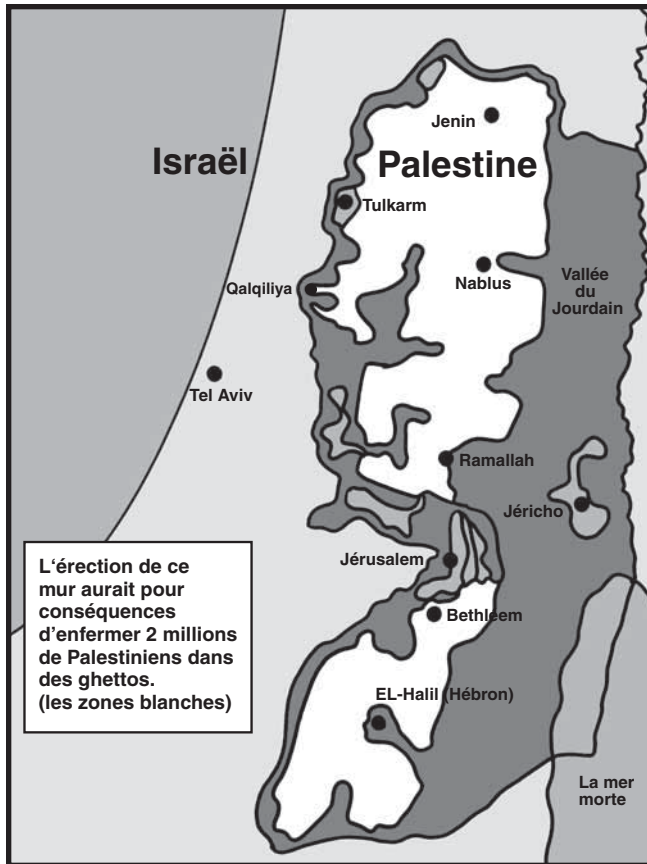 Jenin
Israël
Palestine
Tulkarm
Nablus
Vallée
du
Jourdain
Qalqiliya
Tel Aviv
Ramallah
Jéricho
Jérusalem
L‘érection de ce
mur aurait pour
conséquences
d’enfermer 2 millions
de Palestiniens dans
des ghettos.
(les zones blanches)
Bethleem
EL-Halil (Hébron)
La mer
morte